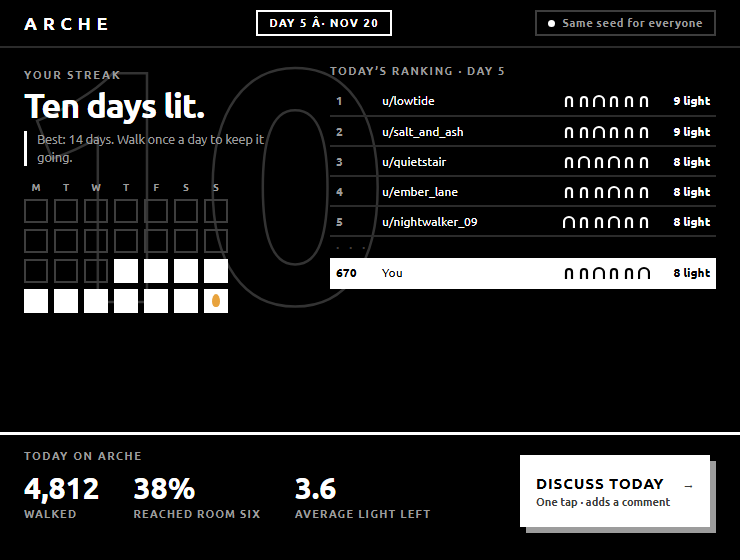 ARCHE
DAY 5 Â· NOV 20
Same seed for everyone
YOUR STREAK
10
Ten days lit.
Best: 14 days. Walk once a day to keep it
going.
M T W T F S S
TODAY'S RANKING · DAY 5
1 u/lowtide 9 light
2 u/salt_and_ash 9 light
3 u/quietstair 8 light
4 u/ember_lane 8 light
5 u/nightwalker_09 8 light
· · ·
670 You 8 light
TODAY ON ARCHE
4,812 38% 3.6
WALKED REACHED ROOM SIX AVERAGE LIGHT LEFT
DISCUSS TODAY →
One tap · adds a comment